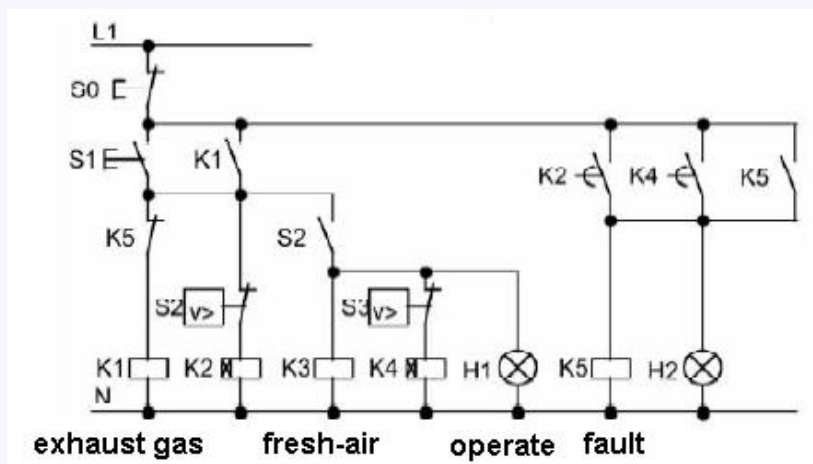 L1
S0
S1 K1 K2 K4 K5
K5 S2
S2 v> S3 v>
K1 K2 K3 K4 H1 K5 H2
N
exhaust gas fresh-air operate fault